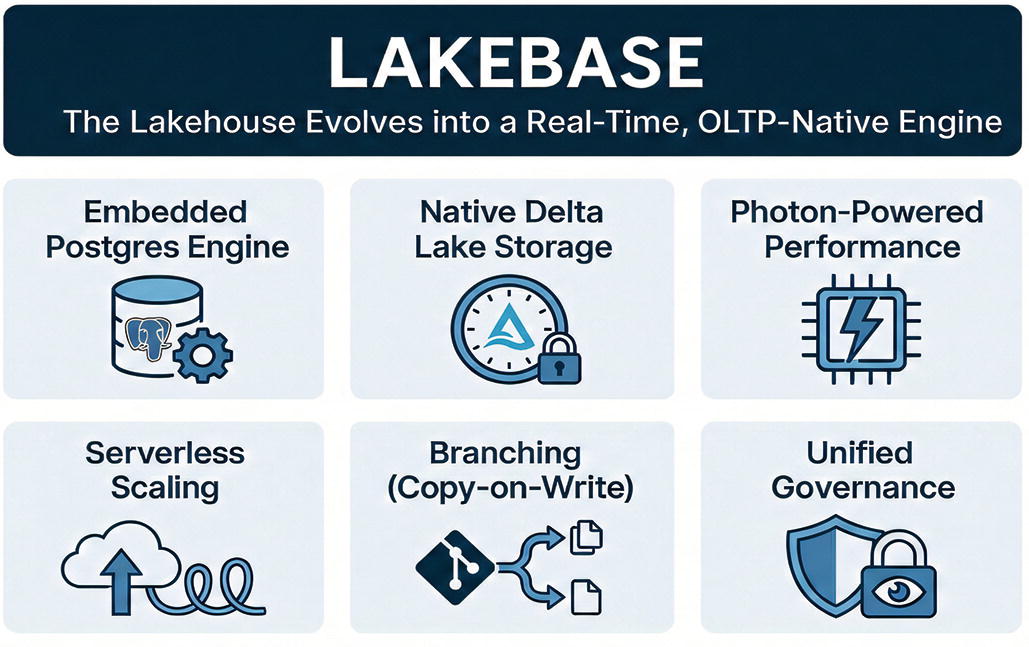 LAKEBASE
The Lakehouse Evolves into a Real-Time, OLTP-Native Engine
Embedded
Postgres Engine
Native Delta
Lake Storage
Photon-Powered
Performance
Serverless
Scaling
Branching
(Copy-on-Write)
Unified
Governance